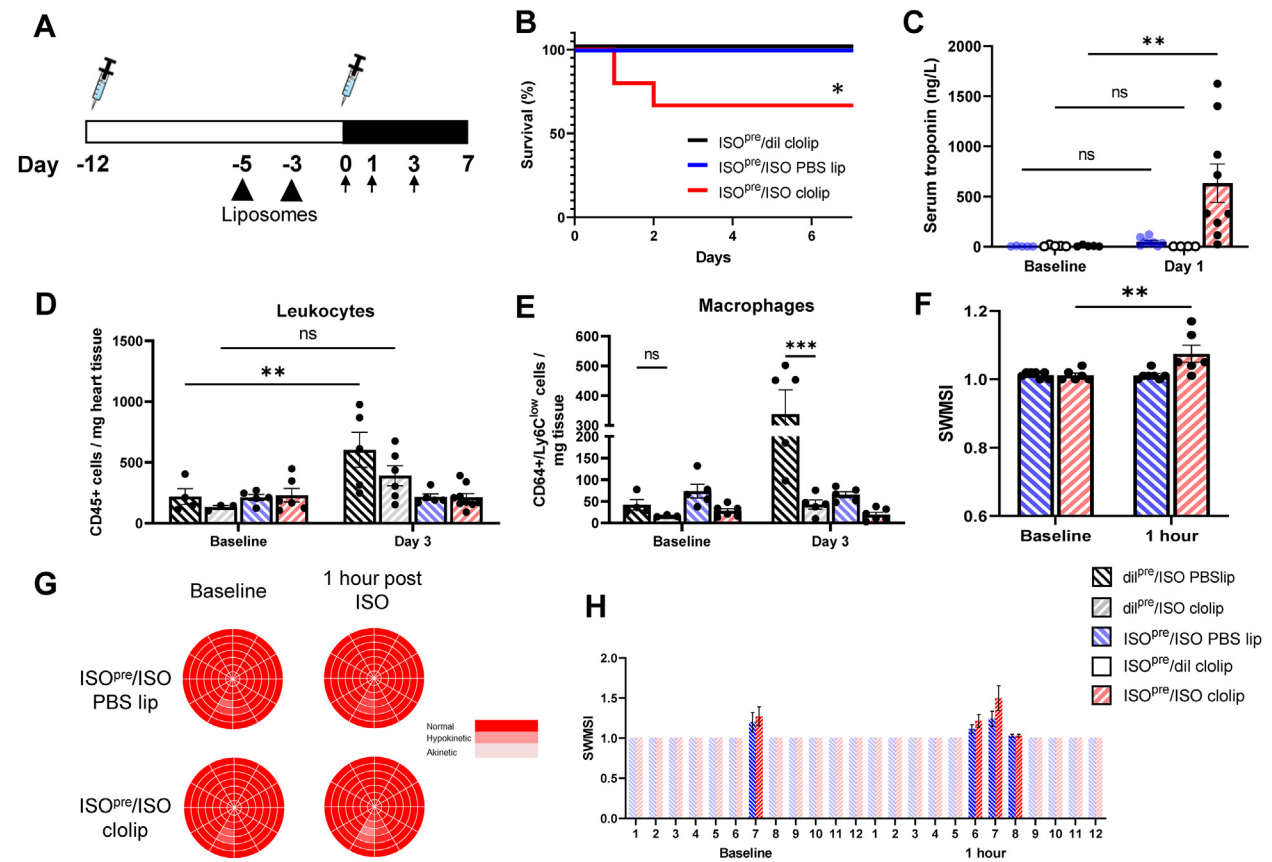 A
Day
-12
-5
-3
0
1
3
7
Liposomes
B
Survival (%)
100
50
0
0
2
4
6
Days
ISOpre/dil clolip
ISOpre/ISO PBS lip
ISOpre/ISO clolip
*
C
Serum troponin (ng/L)
2000
1500
1000
500
0
**
ns
ns
Baseline
Day 1
D
Leukocytes
CD45+ cells / mg heart tissue
1500
1000
500
0
ns
**
Baseline
Day 3
E
Macrophages
CD64+/Ly6Clow cells /
mg tissue
600
500
400
300
200
150
100
50
0
ns
***
Baseline
Day 3
F
SWMSI
1.2
1.0
0.8
0.6
**
Baseline
1 hour
G
Baseline
1 hour post
ISO
ISOpre/ISO
PBS lip
ISOpre/ISO
clolip
Normal
Hypokinetic
Akinetic
H
SWMSI
2.0
1.5
1.0
0.5
0.0
1 2 3 4 5 6 7 8 9 10 11 12 1 2 3 4 5 6 7 8 9 10 11 12
Baseline
1 hour
dilpre/ISO PBSlip
dilpre/ISO clolip
ISOpre/ISO PBS lip
ISOpre/dil clolip
ISOpre/ISO clolip